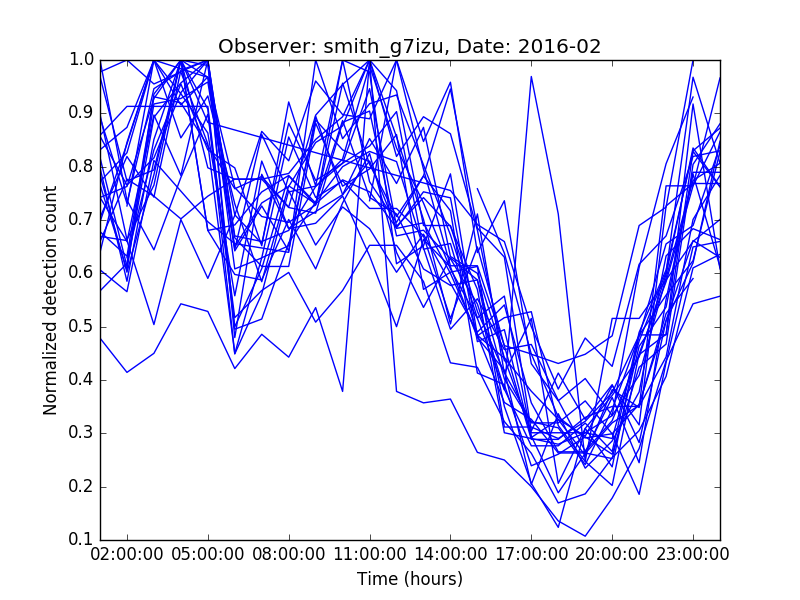 Observer: smith_g7izu, Date: 2016-02
1.0
0.9
0.8
0.7
0.6
0.5
0.4
0.3
0.2
0.1
Normalized detection count
02:00:00 05:00:00 08:00:00 11:00:00 14:00:00 17:00:00 20:00:00 23:00:00
Time (hours)